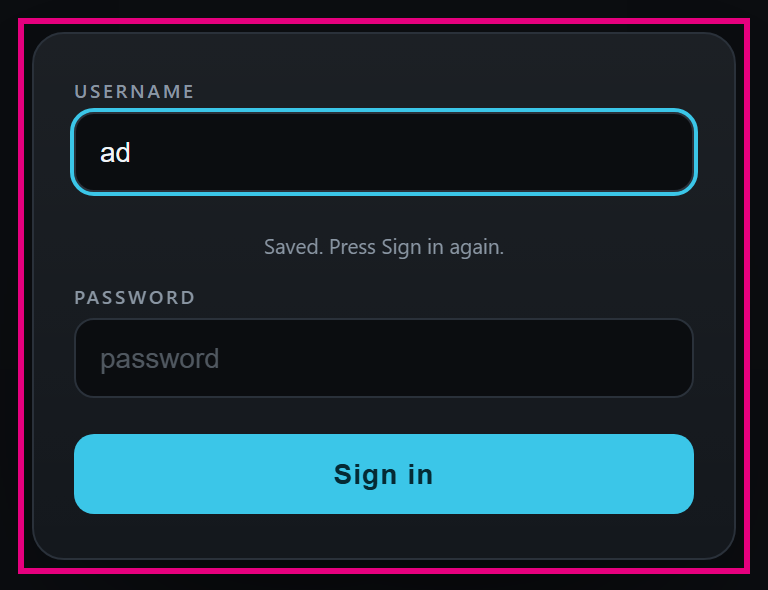 USERNAME
ad
Saved. Press Sign in again.
PASSWORD
password
Sign in